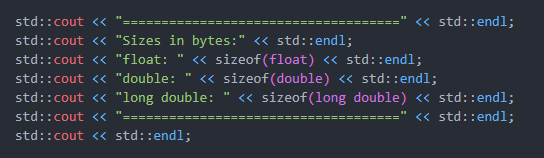 std::cout << "====================================" << std::endl;
std::cout << "Sizes in bytes:" << std::endl;
std::cout << "float: " << sizeof(float) << std::endl;
std::cout << "double: " << sizeof(double) << std::endl;
std::cout << "long double: " << sizeof(long double) << std::endl;
std::cout << "====================================" << std::endl;
std::cout << std::endl;